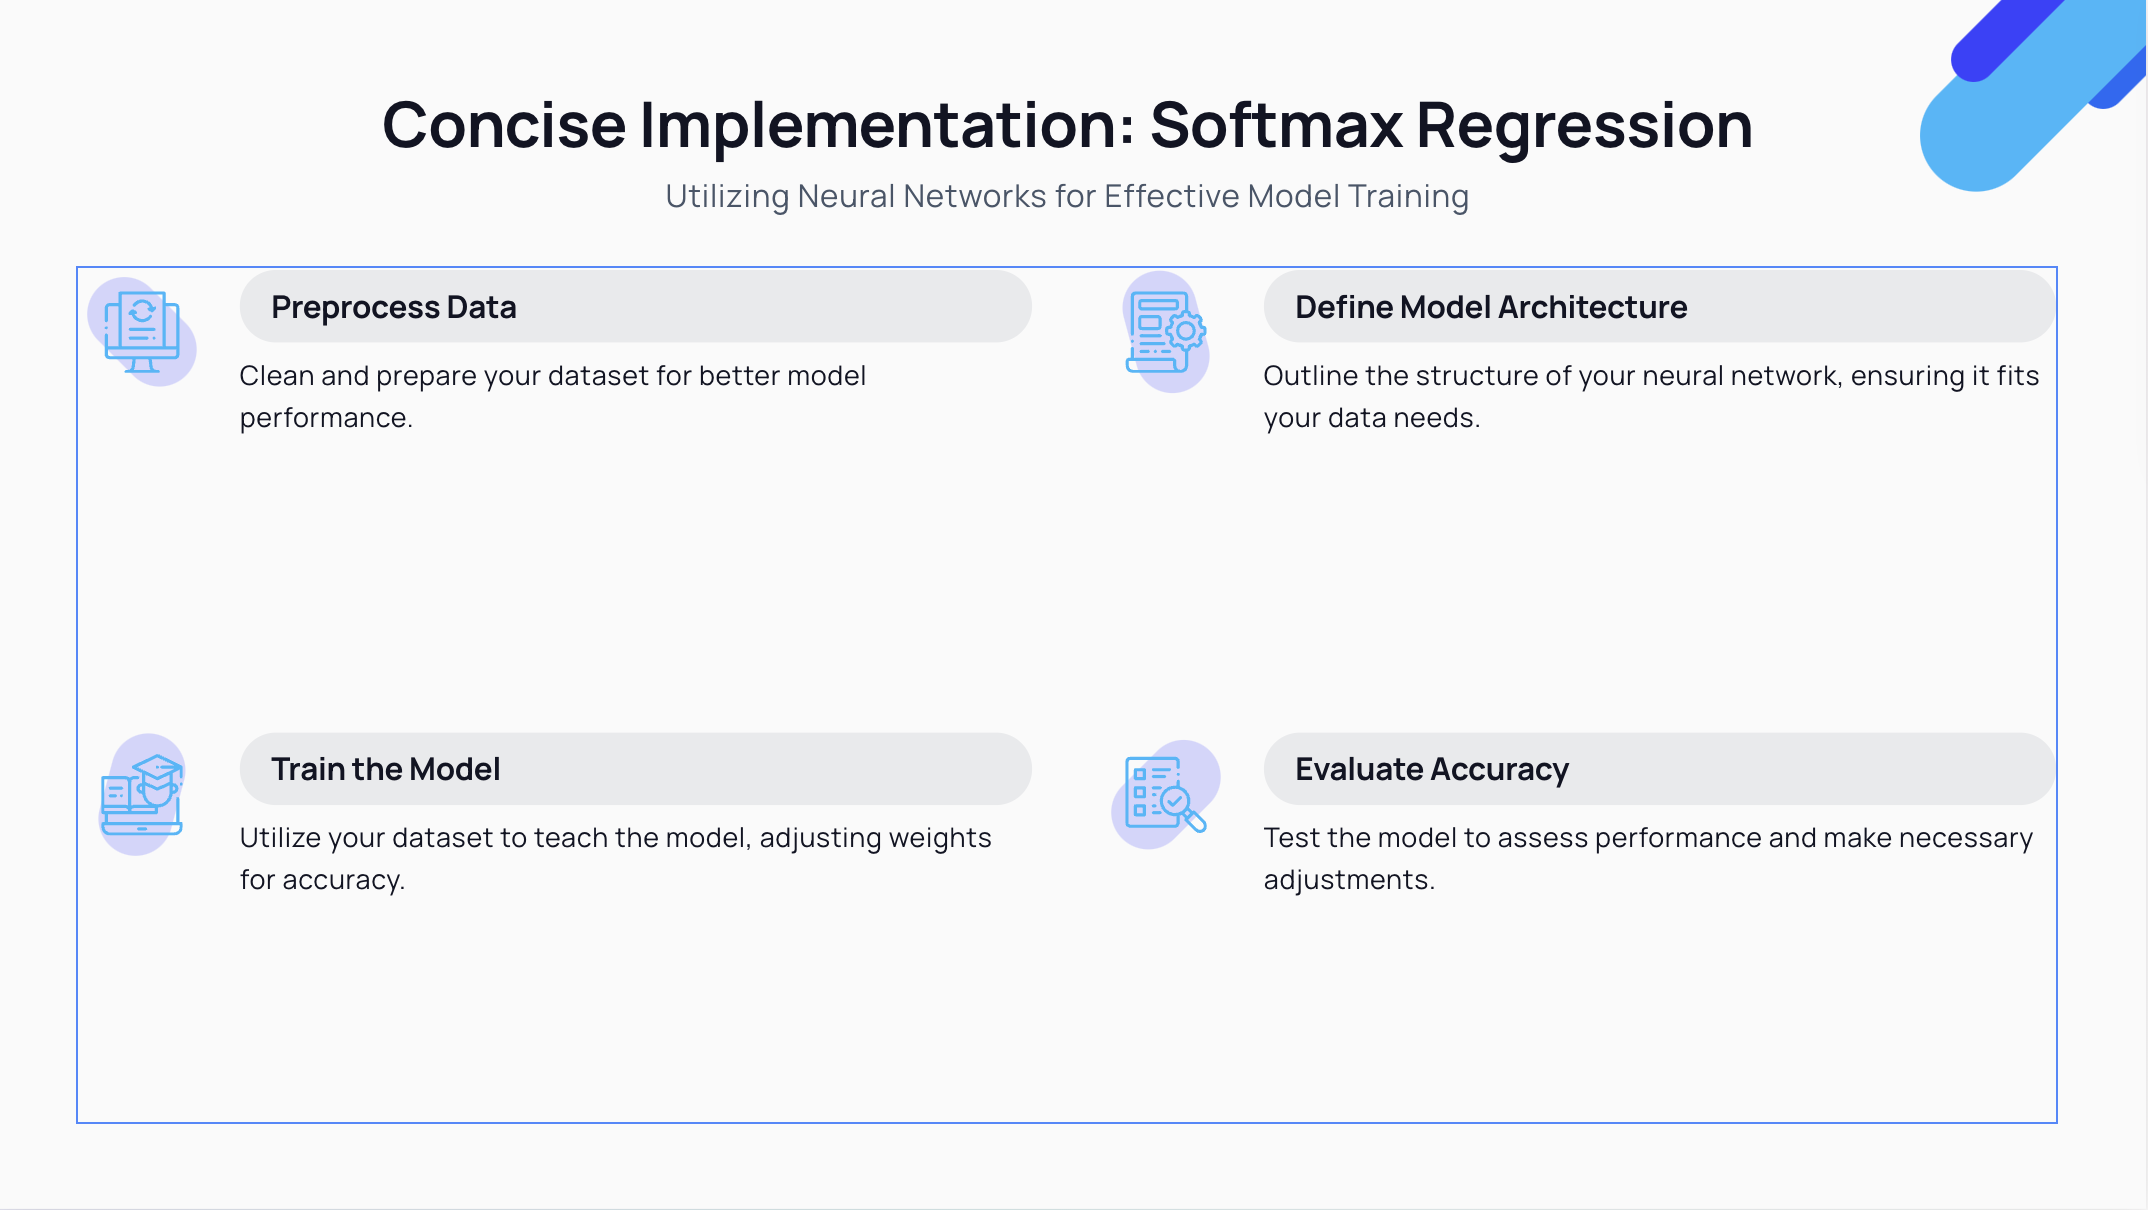 Concise Implementation: Softmax Regression
Utilizing Neural Networks for Effective Model Training
Preprocess Data
Clean and prepare your dataset for better model
performance.
Define Model Architecture
Outline the structure of your neural network, ensuring it fits
your data needs.
Train the Model
Utilize your dataset to teach the model, adjusting weights
for accuracy.
Evaluate Accuracy
Test the model to assess performance and make necessary
adjustments.